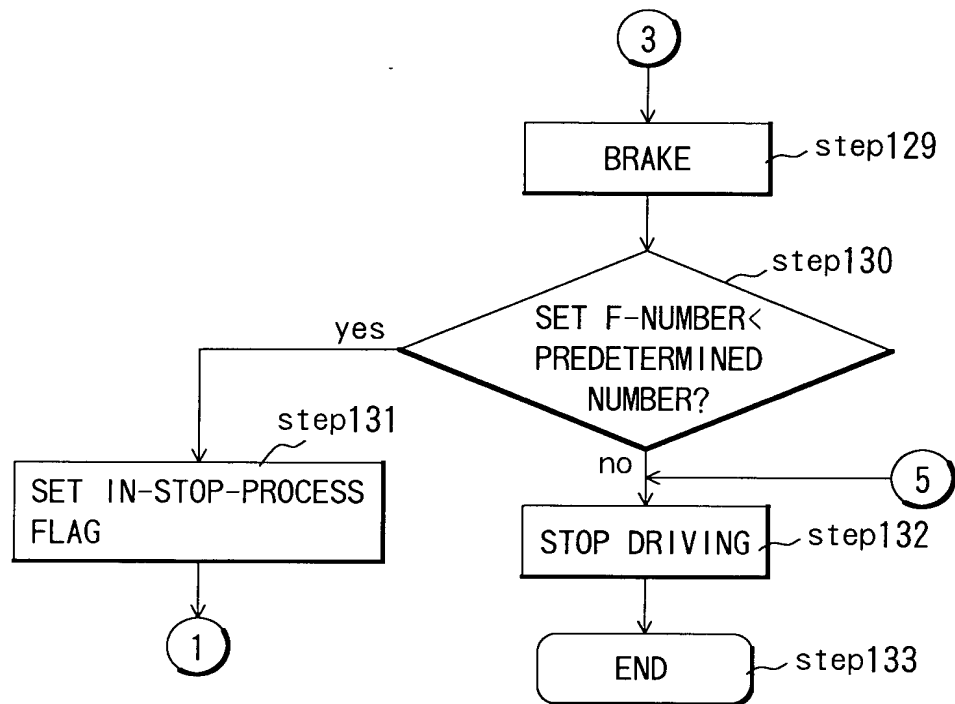 3
BRAKE
step129
step130
SET F-NUMBER<
PREDETERMINED
NUMBER?
yes
step131
SET IN-STOP-PROCESS
FLAG
1
no
5
STOP DRIVING
step132
END
step133